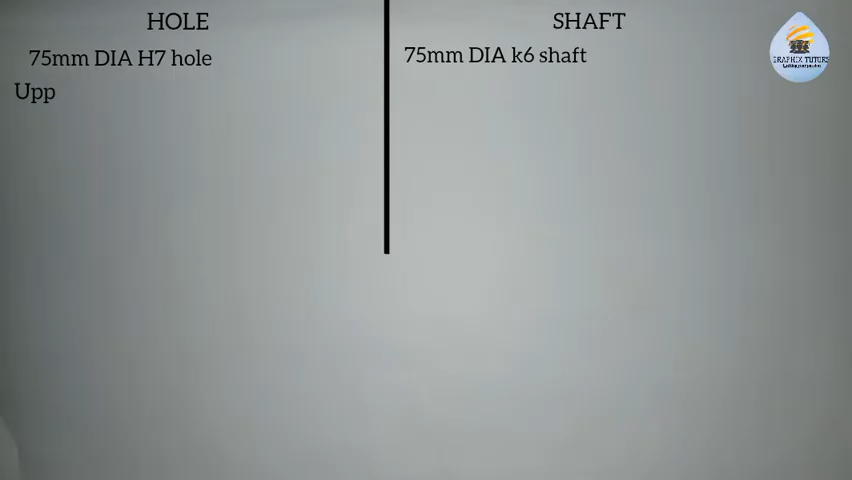 HOLE
75mm DIA H7 hole
Upp
SHAFT
75mm DIA k6 shaft
GRAPHIX TUTORS